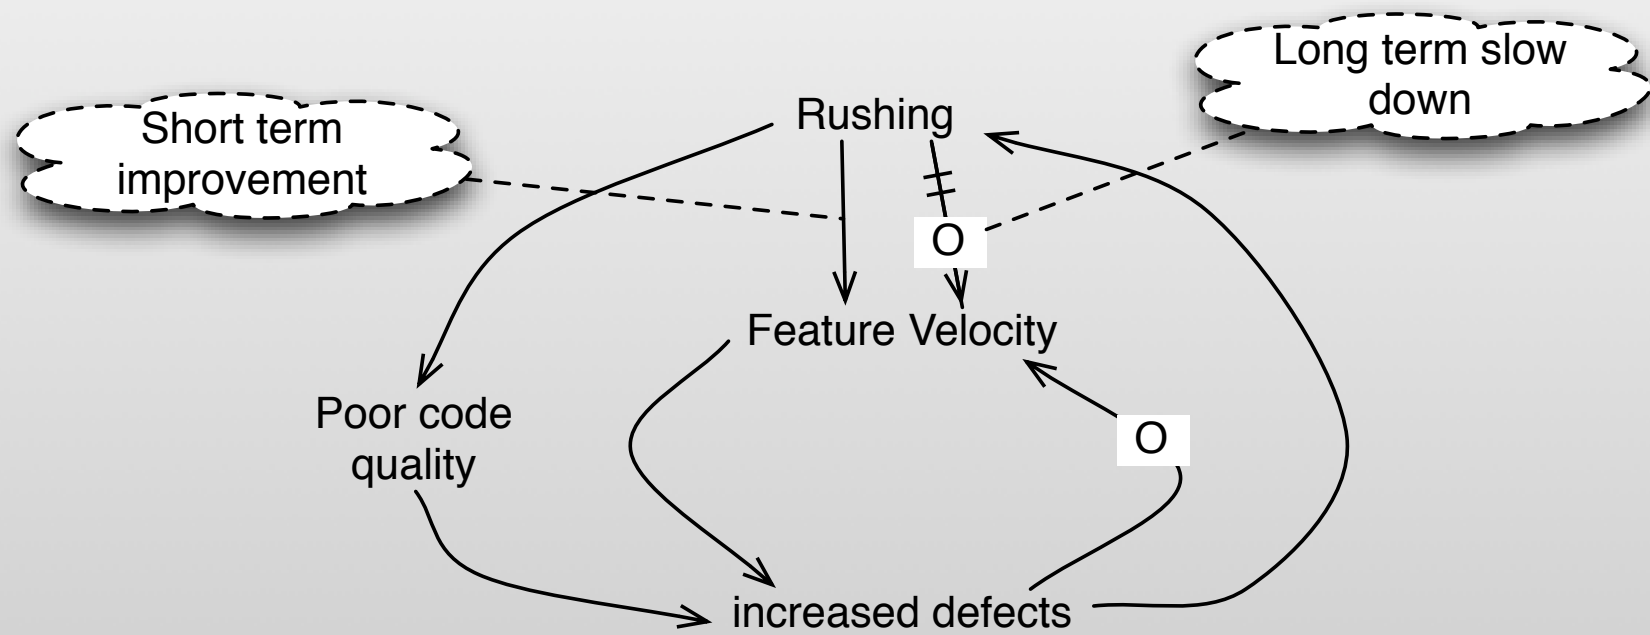 Long term slow
down
Short term
improvement
Rushing
O
Feature Velocity
Poor code
quality
O
increased defects